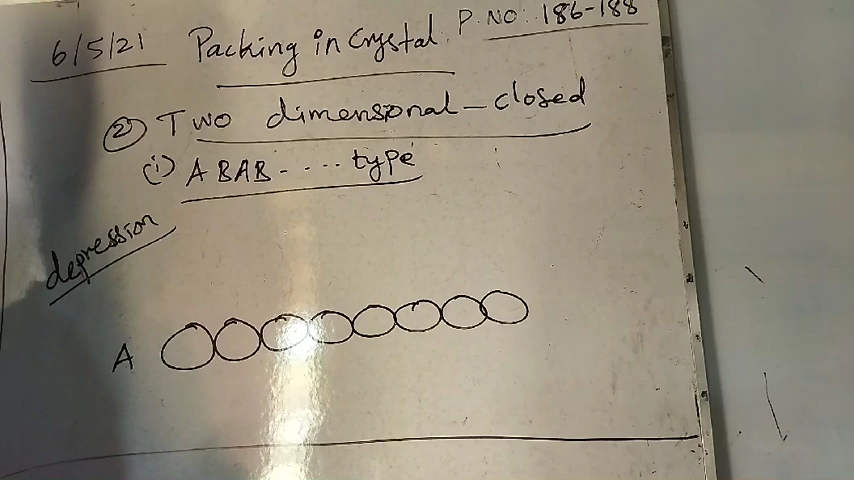 6/5/21 Packing in Crystal. P. NO: 186-188
② Two dimensional - closed
(i) ABAB- .... type
depression
A